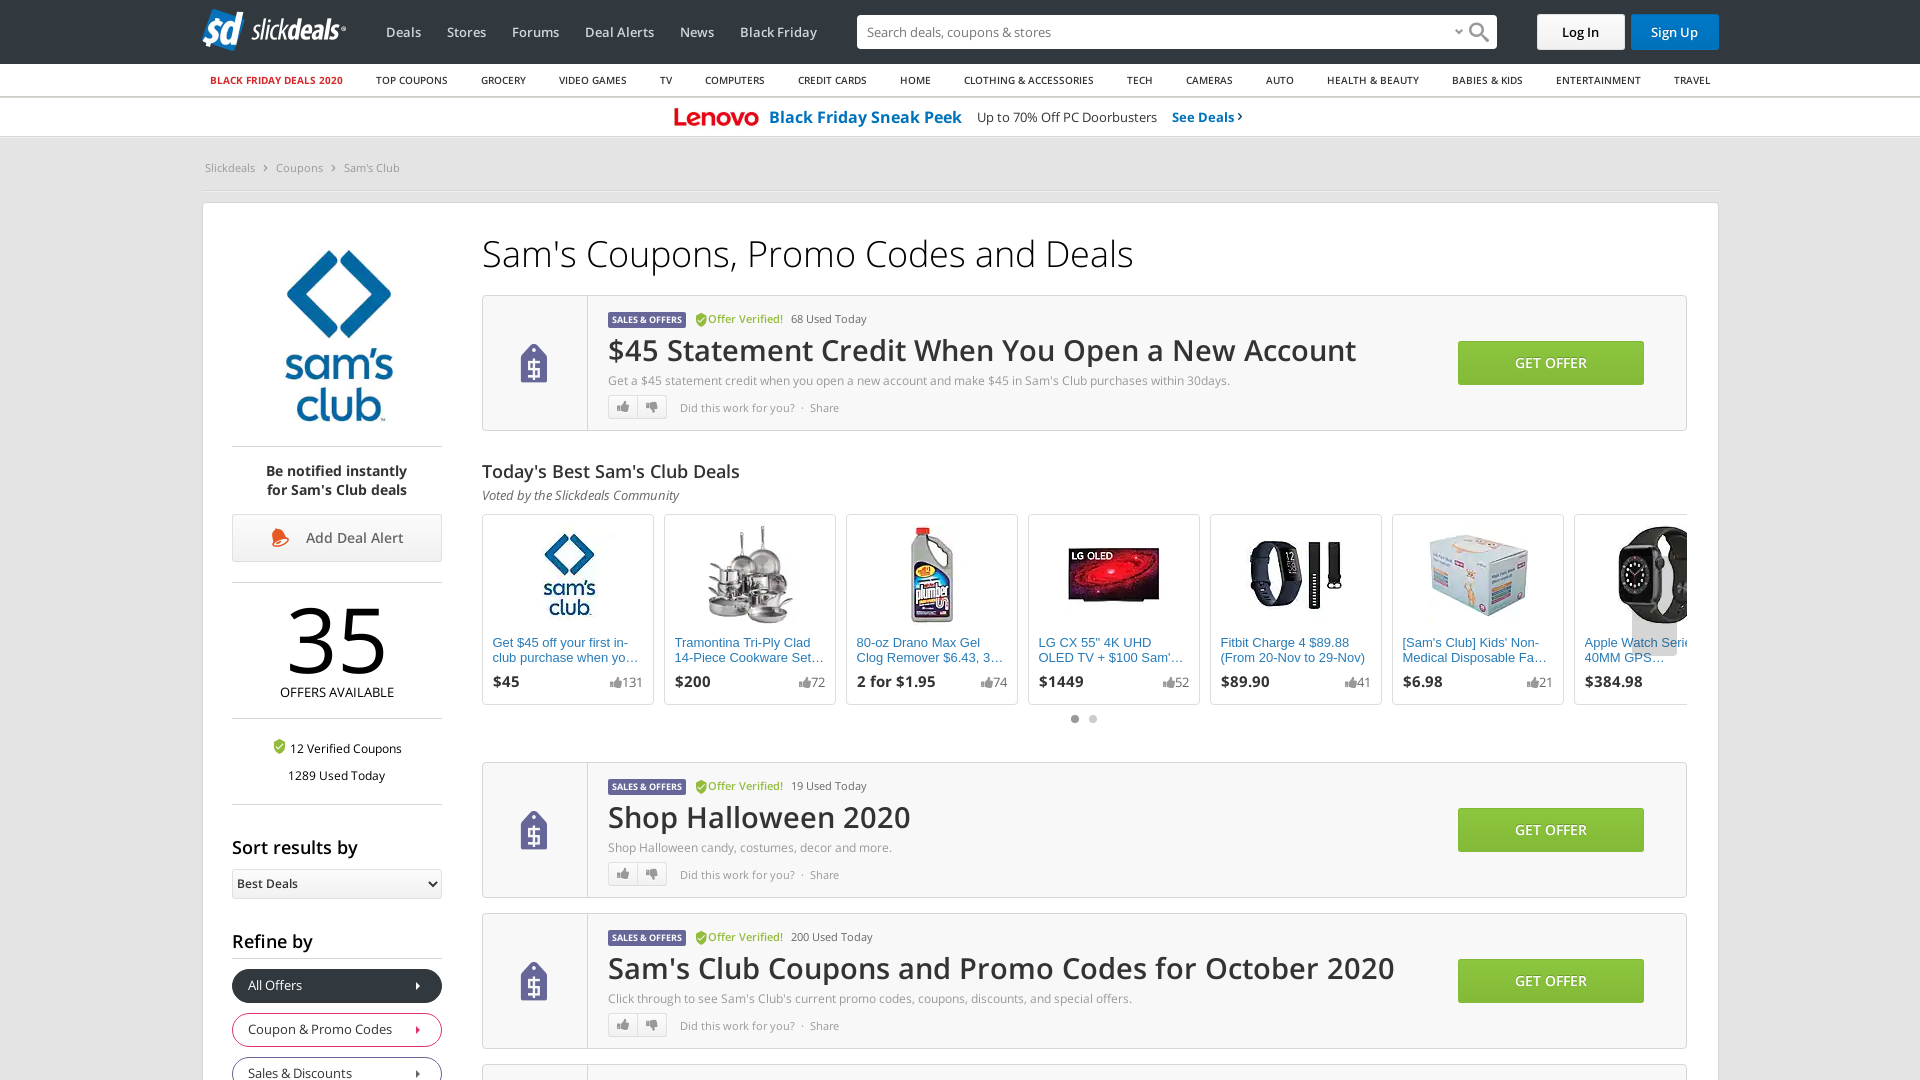 sd slickdeals
Deals
Stores
Forums
Deal Alerts
News
Black Friday
Search deals, coupons & stores
Log In
Sign Up
BLACK FRIDAY DEALS 2020
TOP COUPONS
GROCERY
VIDEO GAMES
TV
COMPUTERS
CREDIT CARDS
HOME
CLOTHING & ACCESSORIES
TECH
CAMERAS
AUTO
HEALTH & BEAUTY
BABIES & KIDS
ENTERTAINMENT
TRAVEL
Lenovo Black Friday Sneak Peek Up to 70% Off PC Doorbusters See Deals
Slickdeals > Coupons > Sam's Club
sam's
club
Be notified instantly
for Sam's Club deals
Add Deal Alert
35
OFFERS AVAILABLE
12 Verified Coupons
1289 Used Today
Sort results by
Best Deals
Refine by
All Offers
Coupon & Promo Codes
Sales & Discounts
Sam's Coupons, Promo Codes and Deals
SALES & OFFERS Offer Verified! 68 Used Today
$45 Statement Credit When You Open a New Account
Get a $45 statement credit when you open a new account and make $45 in Sam's Club purchases within 30days.
Did this work for you? · Share
GET OFFER
Today's Best Sam's Club Deals
Voted by the Slickdeals Community
sam's
club
Get $45 off your first in-
club purchase when yo…
$45 131
Tramontina Tri-Ply Clad
14-Piece Cookware Set…
$200 72
plumber
80-oz Drano Max Gel
Clog Remover $6.43, 3…
2 for $1.95 74
LG OLED
LG CX 55" 4K UHD
OLED TV + $100 Sam'…
$1449 52
Fitbit Charge 4 $89.88
(From 20-Nov to 29-Nov)
$89.90 41
[Sam's Club] Kids' Non-
Medical Disposable Fa…
$6.98 21
Apple Watch Serie
40MM GPS…
$384.98
SALES & OFFERS Offer Verified! 19 Used Today
Shop Halloween 2020
Shop Halloween candy, costumes, decor and more.
Did this work for you? · Share
GET OFFER
SALES & OFFERS Offer Verified! 200 Used Today
Sam's Club Coupons and Promo Codes for October 2020
Click through to see Sam's Club's current promo codes, coupons, discounts, and special offers.
Did this work for you? · Share
GET OFFER